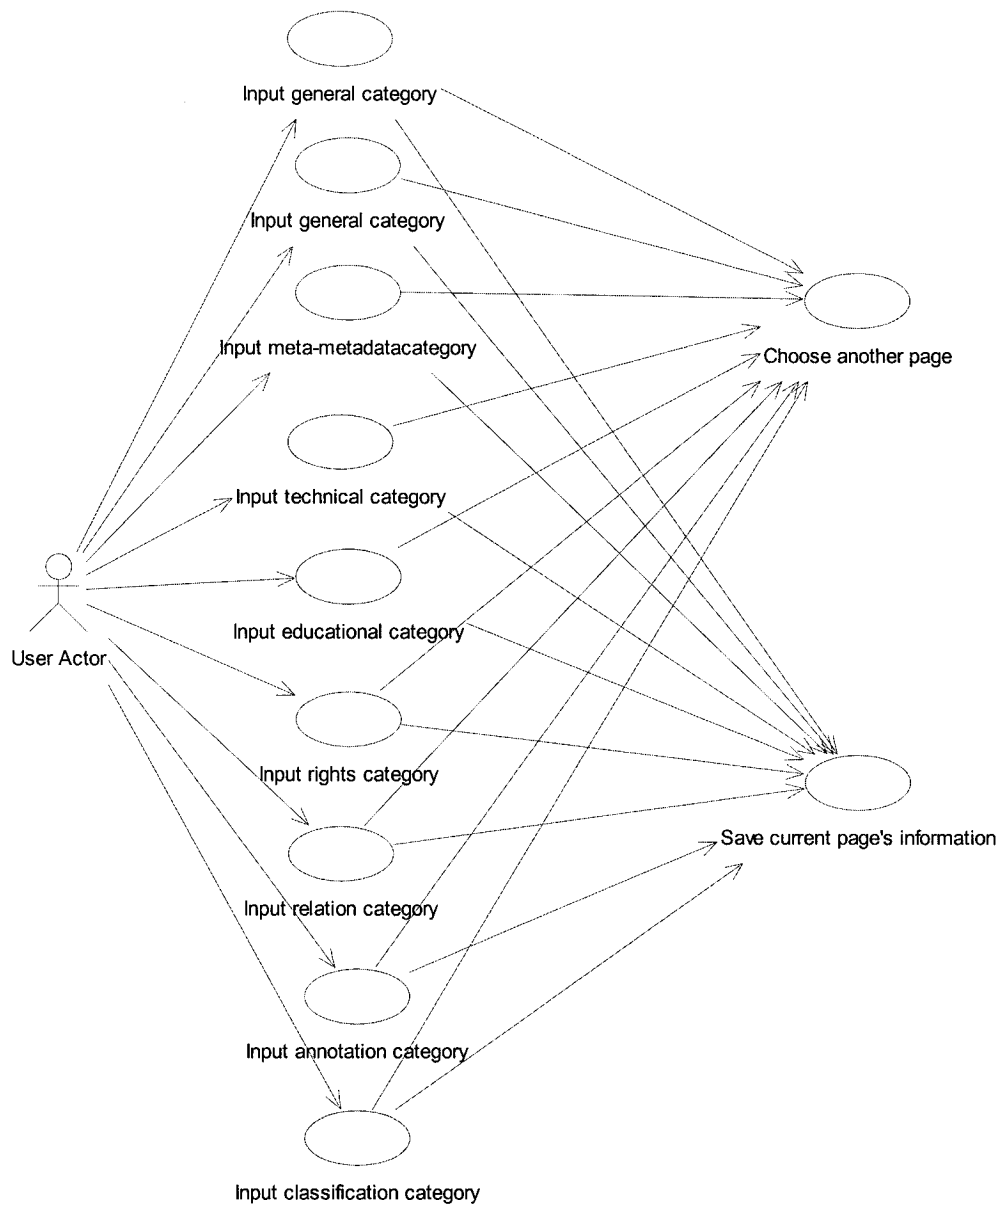 Input general category
Input general category
Input meta-metadatacategory
Choose another page
Input technical category
Input educational category
User Actor
Input rights category
Save current page's information
Input relation category
Input annotation category
Input classification category